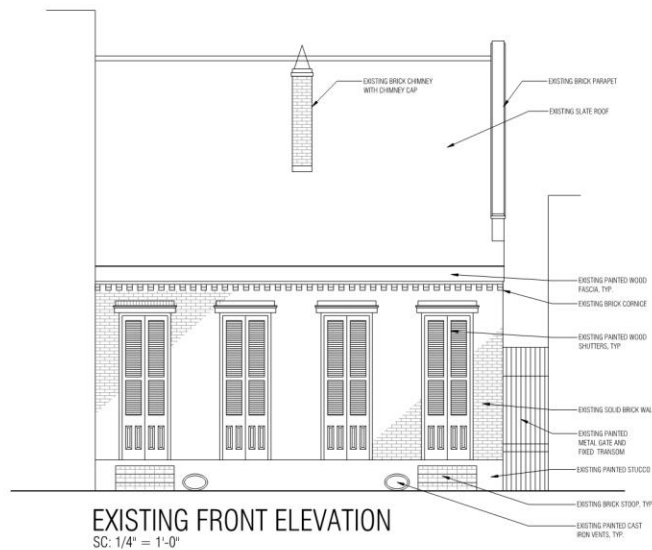 EXISTING BRICK CHIMNEY
WITH CHIMNEY CAP
EXISTING BRICK PARAPET
EXISTING SLATE ROOF
EXISTING PAINTED WOOD
FASCIA, TYP.
EXISTING BRICK CORNICE
EXISTING PAINTED WOOD
SHUTTERS, TYP
EXISTING SOLID BRICK WAL
EXISTING PAINTED
METAL GATE AND
FIXED TRANSOM
EXISTING PAINTED STUCCO
EXISTING BRICK STOOP, TYP
EXISTING PAINTED CAST
IRON VENTS, TYP.
EXISTING FRONT ELEVATION
SC: 1/4" = 1'-0"